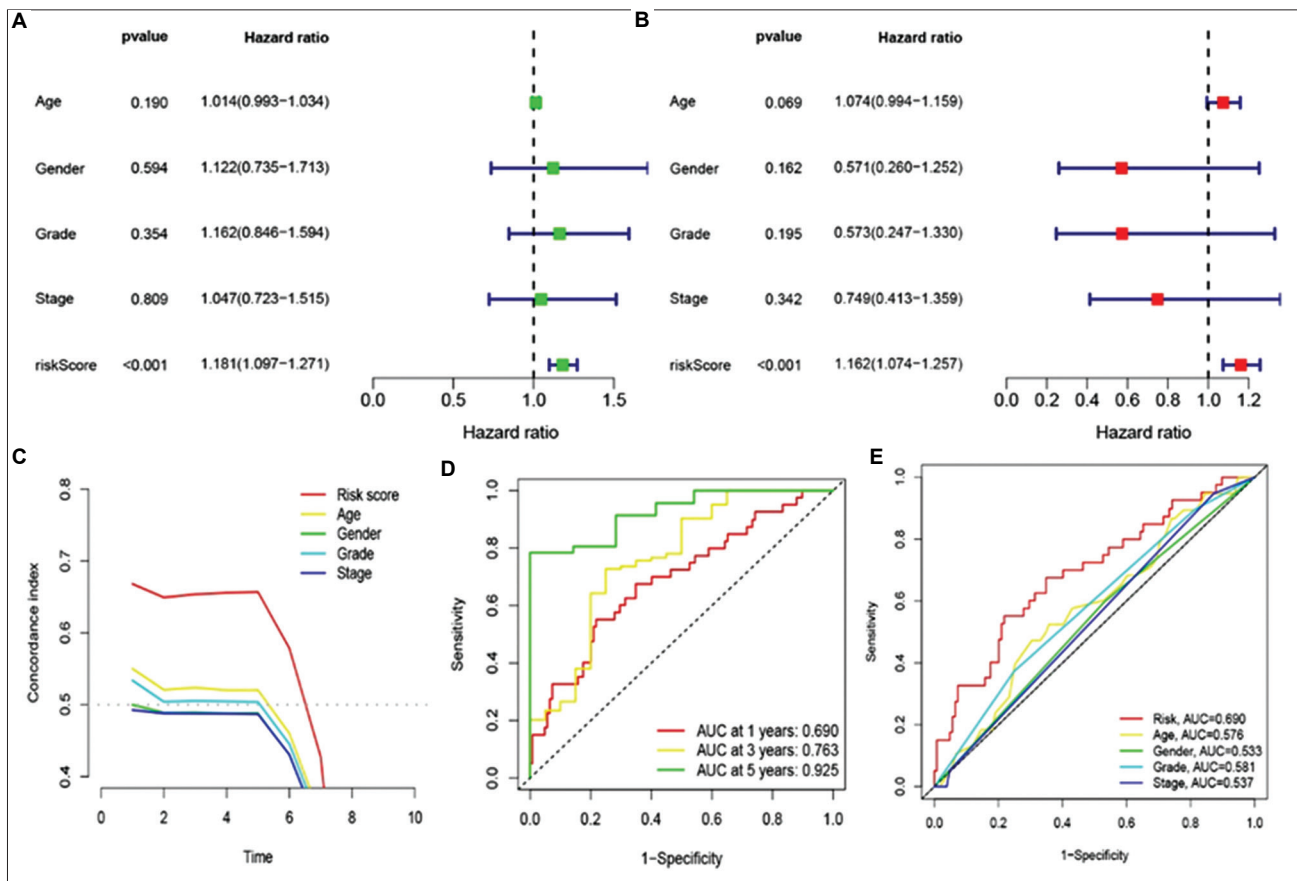 A
pvalue Hazard ratio
Age 0.190 1.014(0.993−1.034)
Gender 0.594 1.122(0.735−1.713)
Grade 0.354 1.162(0.846−1.594)
Stage 0.809 1.047(0.723−1.515)
riskScore <0.001 1.181(1.097−1.271)
0.0 0.5 1.0 1.5
Hazard ratio
B
pvalue Hazard ratio
Age 0.069 1.074(0.994−1.159)
Gender 0.162 0.571(0.260−1.252)
Grade 0.195 0.573(0.247−1.330)
Stage 0.342 0.749(0.413−1.359)
riskScore <0.001 1.162(1.074−1.257)
0.0 0.2 0.4 0.6 0.8 1.0 1.2
Hazard ratio
C
Concordance index
0.8
0.7
0.6
0.5
0.4
Risk score
Age
Gender
Grade
Stage
0 2 4 6 8 10
Time
D
Sensitivity
1.0
0.8
0.6
0.4
0.2
0.0
AUC at 1 years: 0.690
AUC at 3 years: 0.763
AUC at 5 years: 0.925
0.0 0.2 0.4 0.6 0.8 1.0
1−Specificity
E
Sensitivity
1.0
0.8
0.6
0.4
0.2
0.0
Risk, AUC=0.690
Age, AUC=0.576
Gender, AUC=0.533
Grade, AUC=0.581
Stage, AUC=0.537
0.0 0.2 0.4 0.6 0.8 1.0
1−Specificity